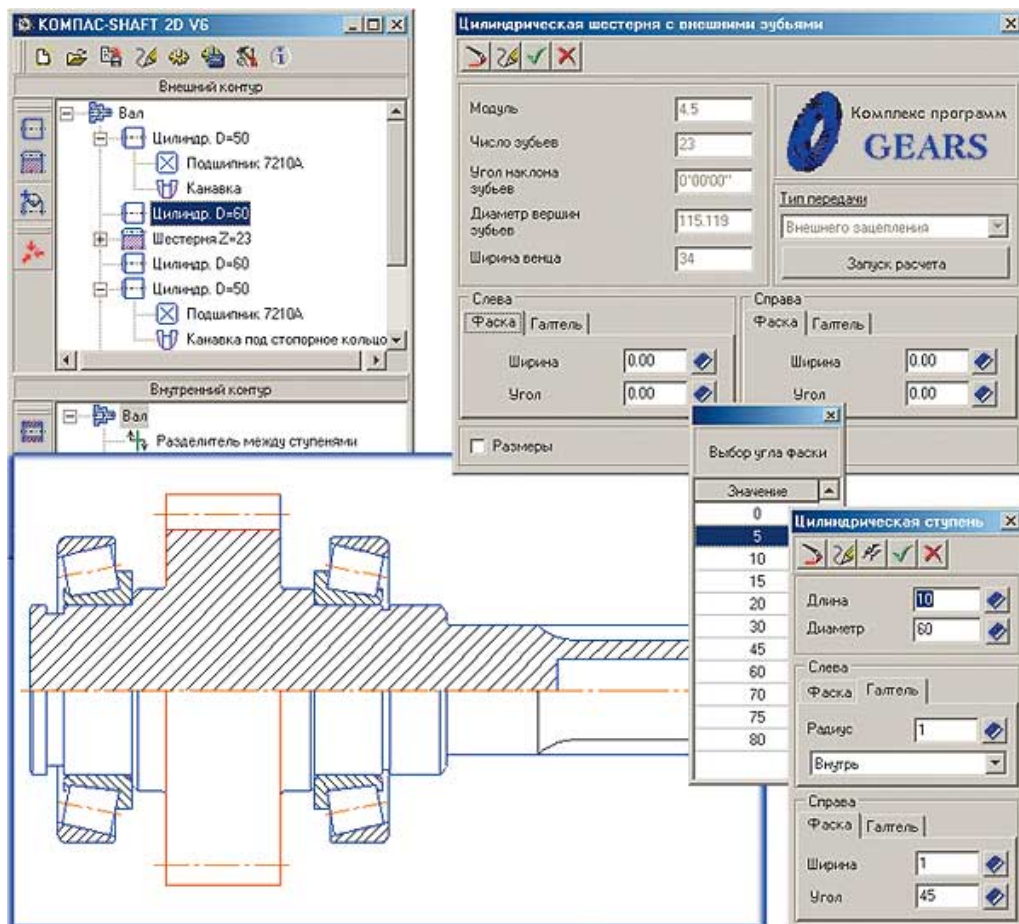 КОМПАС-SHAFT 2D V6
Внешний контур
Вал
Цилиндр. D=50
Подшипник 7210А
Канавка
Цилиндр. D=60
Шестерня Z=23
Цилиндр. D=60
Цилиндр. D=50
Подшипник 7210А
Канавка под стопорное кольцо
Внутренний контур
Вал
Разделитель между ступенями
Цилиндрическая шестерня с внешними зубьями
Модуль
4.5
Число зубьев
23
Угол наклона
зубьев
0°00'00"
Диаметр вершин
зубьев
115.119
Ширина венца
34
Комплекс программ
GEARS
Тип передачи
Внешнего зацепления
Запуск расчета
Слева
Фаска Галтель
Ширина 0.00
Угол 0.00
Справа
Фаска Галтель
Ширина 0.00
Угол 0.00
Размеры
Выбор угла фаски
Значение
0
5
10
15
20
30
45
60
70
75
80
Цилиндрическая ступень
Длина 10
Диаметр 60
Слева
Фаска Галтель
Радиус 1
Внутрь
Справа
Фаска Галтель
Ширина 1
Угол 45